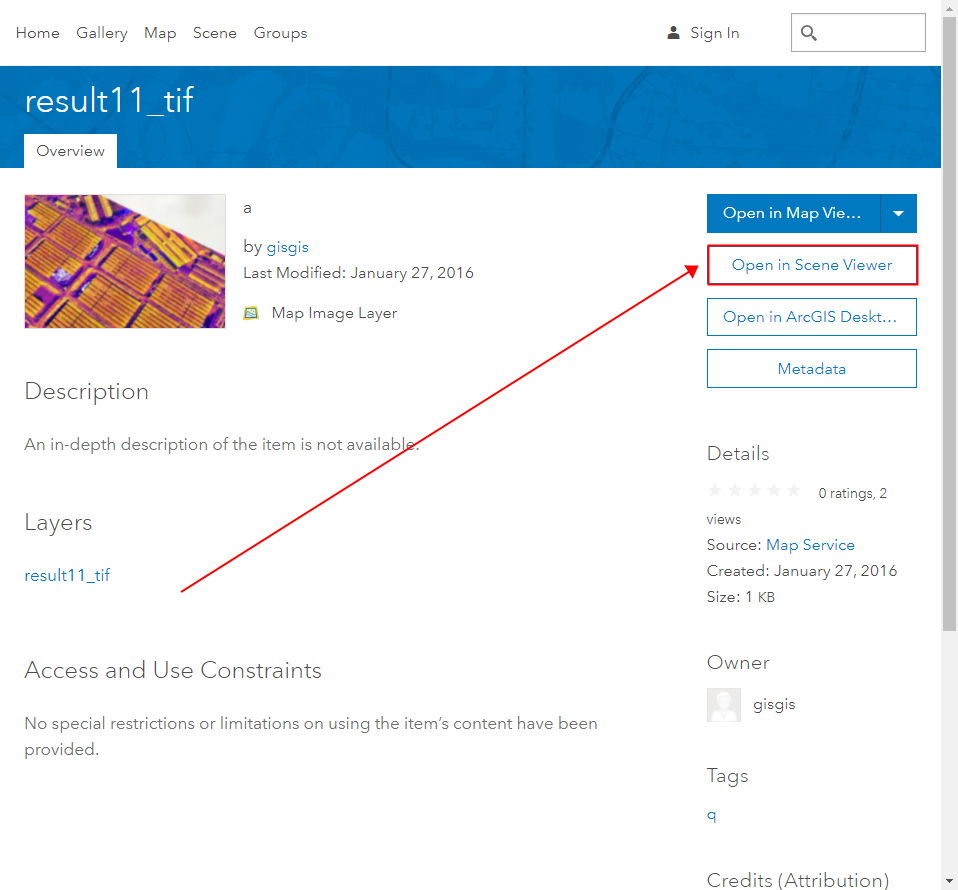 Home Gallery Map Scene Groups Sign In
result11_tif
Overview
a
by gisgis
Last Modified: January 27, 2016
Map Image Layer
Open in Map Vie...
Open in Scene Viewer
Open in ArcGIS Deskt...
Metadata
Description
An in-depth description of the item is not available.
Layers
result11_tif
Access and Use Constraints
No special restrictions or limitations on using the item’s content have been
provided.
Details
0 ratings, 2
views
Source: Map Service
Created: January 27, 2016
Size: 1 KB
Owner
gisgis
Tags
q
Credits (Attribution)